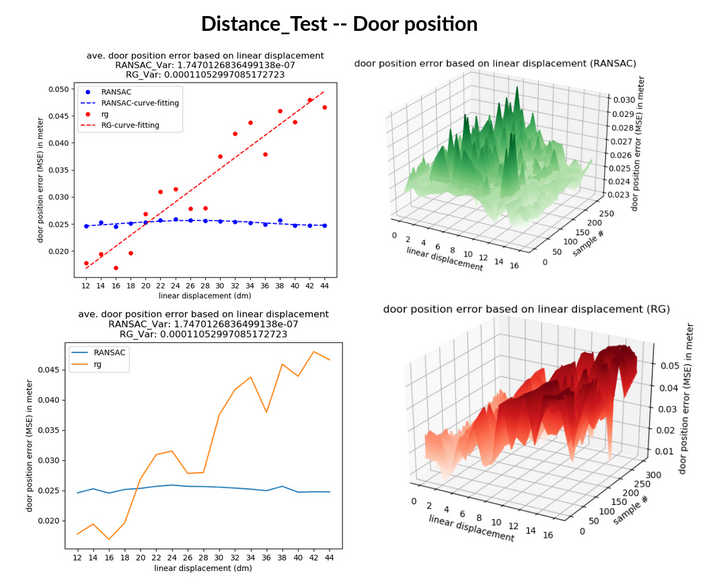 Distance_Test -- Door position
ave. door position error based on linear displacement
RANSAC_Var: 1.7470126836499138e-07
RG_Var: 0.00011052997085172723
RANSAC
RANSAC-curve-fitting
rg
RG-curve-fitting
door position error (MSE) in meter
0.050
0.045
0.040
0.035
0.030
0.025
0.020
12 14 16 18 20 22 24 26 28 30 32 34 36 38 40 42 44
linear displacement (dm)
door position error based on linear displacement (RANSAC)
0.030
0.029
0.028
0.027
0.026
0.025
0.024
0.023
door position error (MSE) in meter
0 2 4 6 8 10 12 14 16
linear displacement
0 50 100 150 200 250
sample #
ave. door position error based on linear displacement
RANSAC_Var: 1.7470126836499138e-07
RG_Var: 0.00011052997085172723
RANSAC
rg
door position error (MSE) in meter
0.045
0.040
0.035
0.030
0.025
0.020
12 14 16 18 20 22 24 26 28 30 32 34 36 38 40 42 44
linear displacement (dm)
door position error based on linear displacement (RG)
0.05
0.04
0.03
0.02
0.01
door position error (MSE) in meter
0 2 4 6 8 10 12 14 16
linear displacement
0 50 100 150 200 250 300
sample #